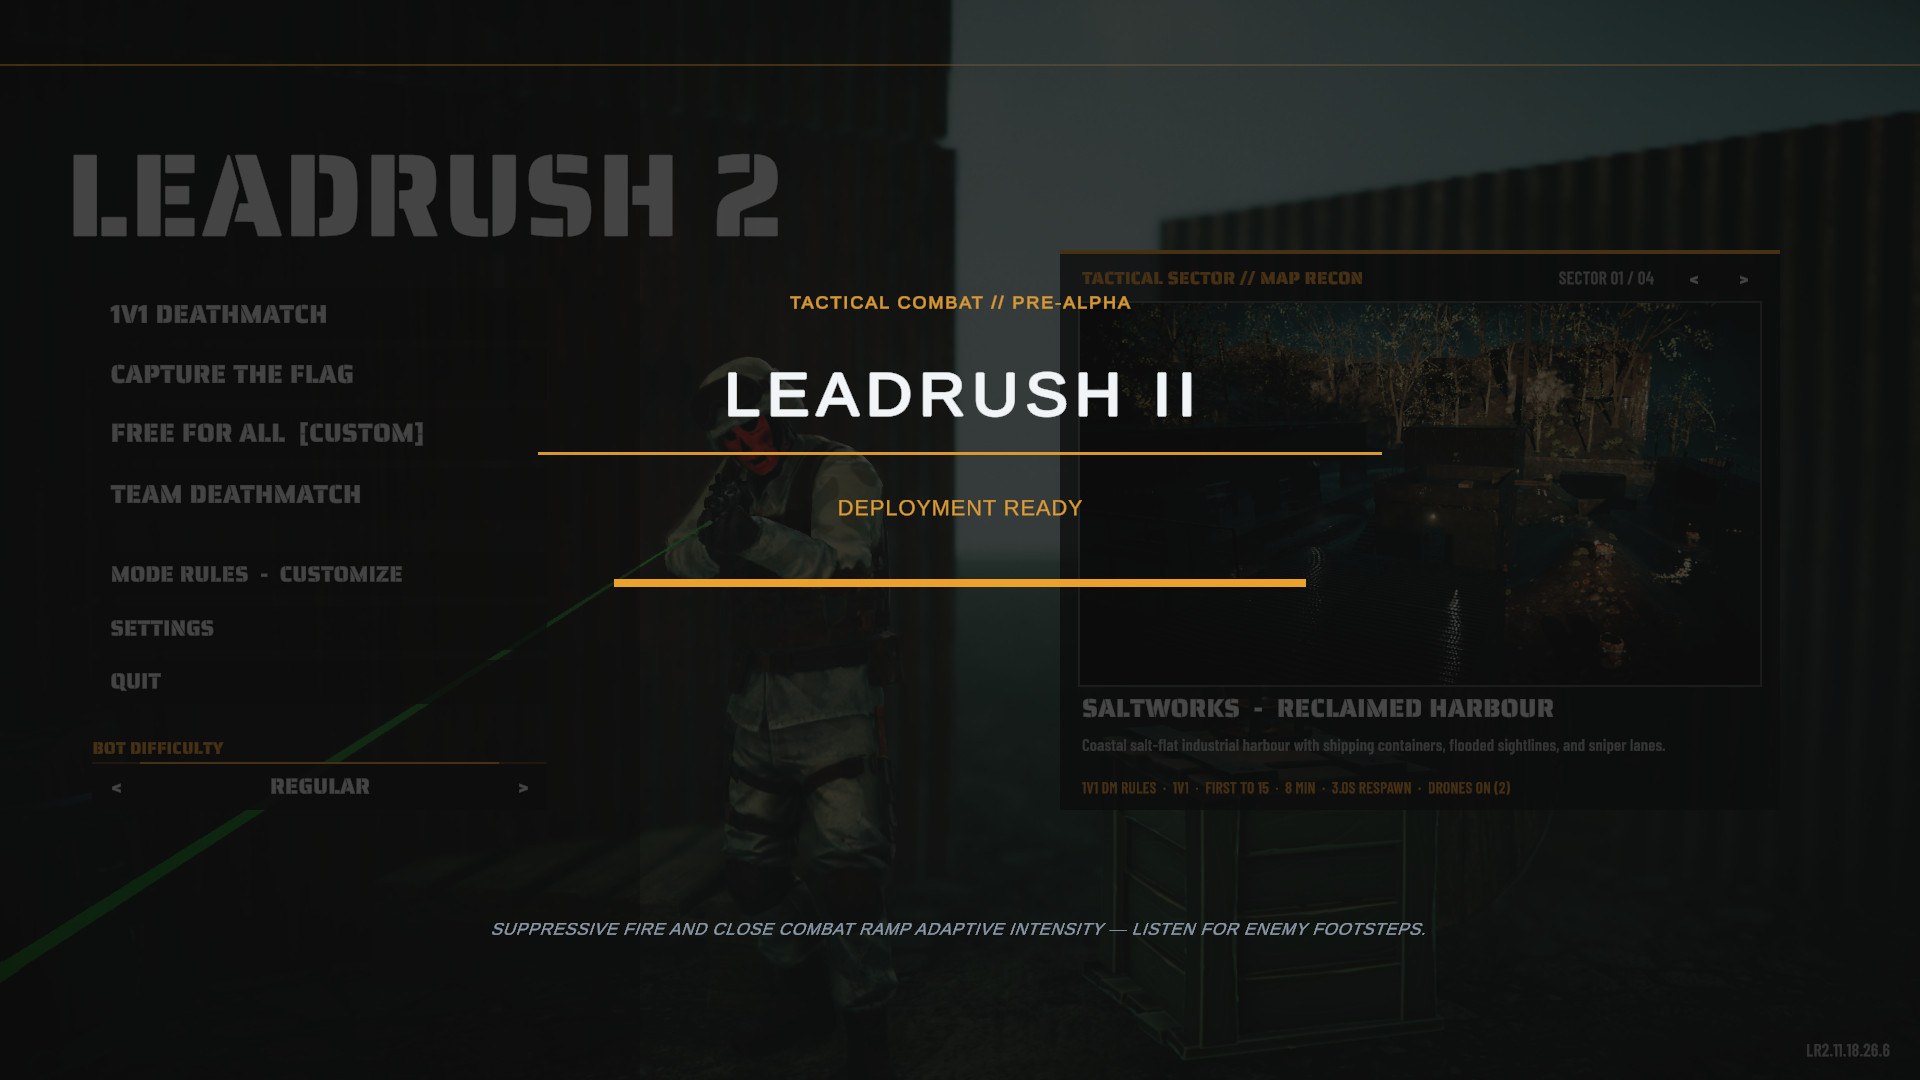 LEADRUSH 2
TACTICAL COMBAT // PRE-ALPHA
LEADRUSH II
DEPLOYMENT READY
SUPPRESSIVE FIRE AND CLOSE COMBAT RAMP ADAPTIVE INTENSITY — LISTEN FOR ENEMY FOOTSTEPS.
1V1 DEATHMATCH
CAPTURE THE FLAG
FREE FOR ALL [CUSTOM]
TEAM DEATHMATCH
MODE RULES - CUSTOMIZE
SETTINGS
QUIT
BOT DIFFICULTY
< REGULAR >
TACTICAL SECTOR // MAP RECON SECTOR 01 / 04 < >
SALTWORKS - RECLAIMED HARBOUR
Coastal salt-flat industrial harbour with shipping containers, flooded sightlines, and sniper lanes.
1V1 DM RULES · 1V1 · FIRST TO 15 · 8 MIN · 3.0S RESPAWN · DRONES ON (2)
LR2.11.18.26.6